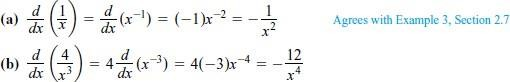 (a) d/dx (1/x) = d/dx (x⁻¹) = (−1)x⁻² = −1/x² Agrees with Example 3, Section 2.7
(b) d/dx (4/x³) = 4 d/dx (x⁻³) = 4(−3)x⁻⁴ = −12/x⁴